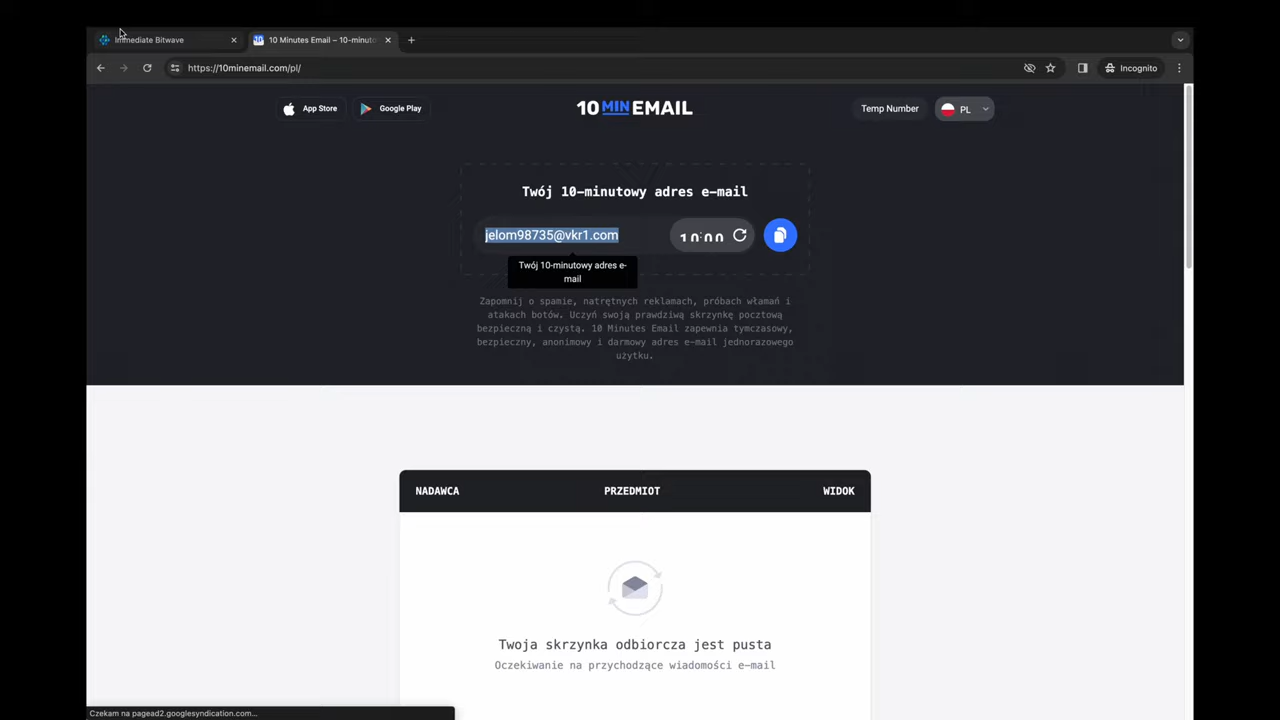 Immediate Bitwave
10 Minutes Email – 10-minuto
https://10minemail.com/pl/
Incognito
App Store
Google Play
10 MIN EMAIL
Temp Number
PL
Twój 10-minutowy adres e-mail
jelom98735@vkr1.com
10:00
Twój 10-minutowy adres e-
mail
Zapomnij o spamie, natrętnych reklamach, próbach włamań i
atakach botów. Uczyń swoją prawdziwą skrzynkę pocztową
bezpieczną i czystą. 10 Minutes Email zapewnia tymczasowy,
bezpieczny, anonimowy i darmowy adres e-mail jednorazowego
użytku.
NADAWCA
PRZEDMIOT
WIDOK
Twoja skrzynka odbiorcza jest pusta
Oczekiwanie na przychodzące wiadomości e-mail
Czekam na pagead2.googlesyndication.com...